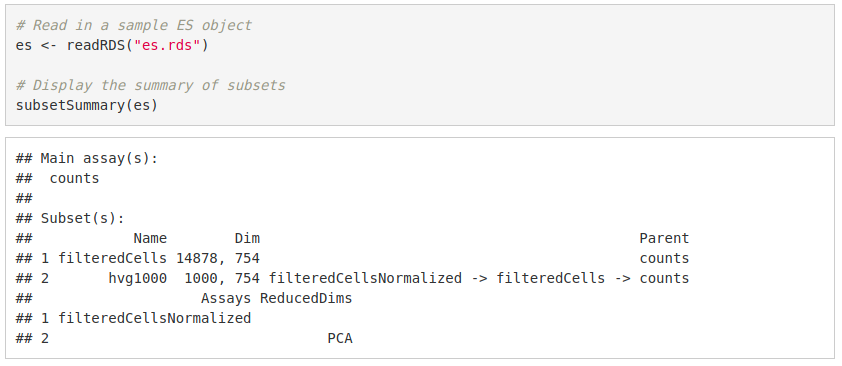 # Read in a sample ES object
es <- readRDS("es.rds")
# Display the summary of subsets
subsetSummary(es)
## Main assay(s):
##  counts
##
## Subset(s):
##            Name        Dim                                             Parent
## 1 filteredCells 14878, 754                                             counts
## 2       hvg1000  1000, 754 filteredCellsNormalized -> filteredCells -> counts
##                    Assays ReducedDims
## 1 filteredCellsNormalized
## 2                                 PCA